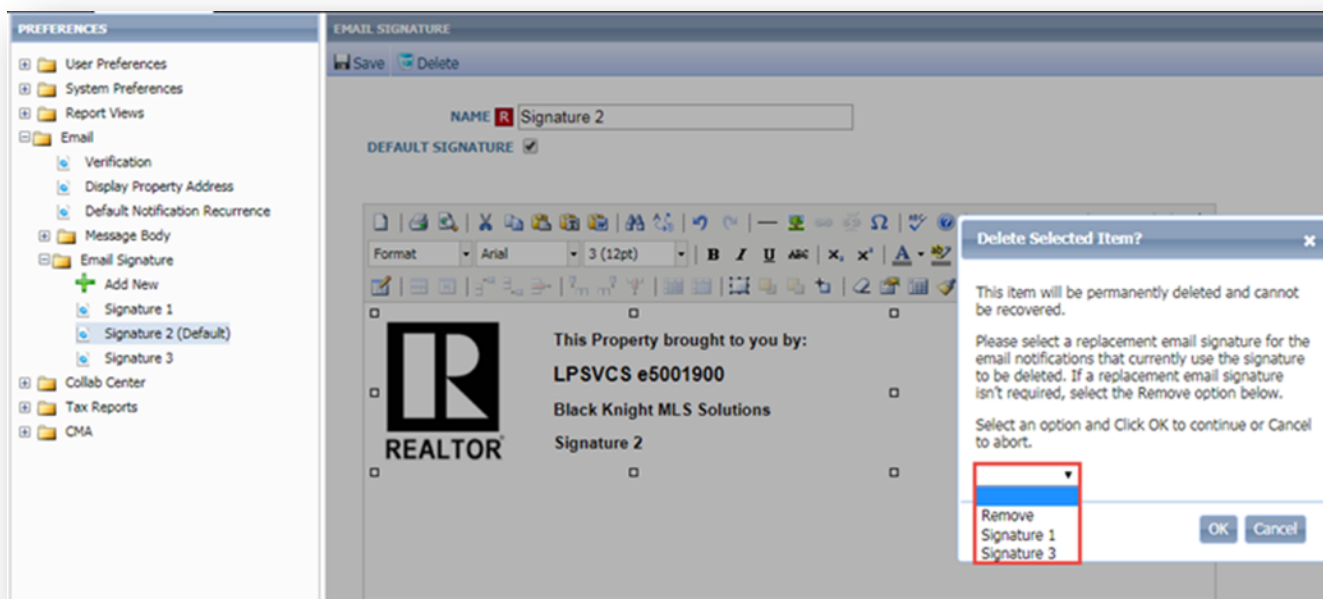 PREFERENCES
User Preferences
System Preferences
Report Views
Email
Verification
Display Property Address
Default Notification Recurrence
Message Body
Email Signature
Add New
Signature 1
Signature 2 (Default)
Signature 3
Collab Center
Tax Reports
CMA
EMAIL SIGNATURE
Save Delete
NAME R Signature 2
DEFAULT SIGNATURE
Format Arial 3 (12pt) B I U ABC X, x² A
REALTOR®
This Property brought to you by:
LPSVCS e5001900
Black Knight MLS Solutions
Signature 2
Delete Selected Item? x
This item will be permanently deleted and cannot
be recovered.
Please select a replacement email signature for the
email notifications that currently use the signature
to be deleted. If a replacement email signature
isn't required, select the Remove option below.
Select an option and Click OK to continue or Cancel
to abort.
Remove
Signature 1
Signature 3
OK Cancel